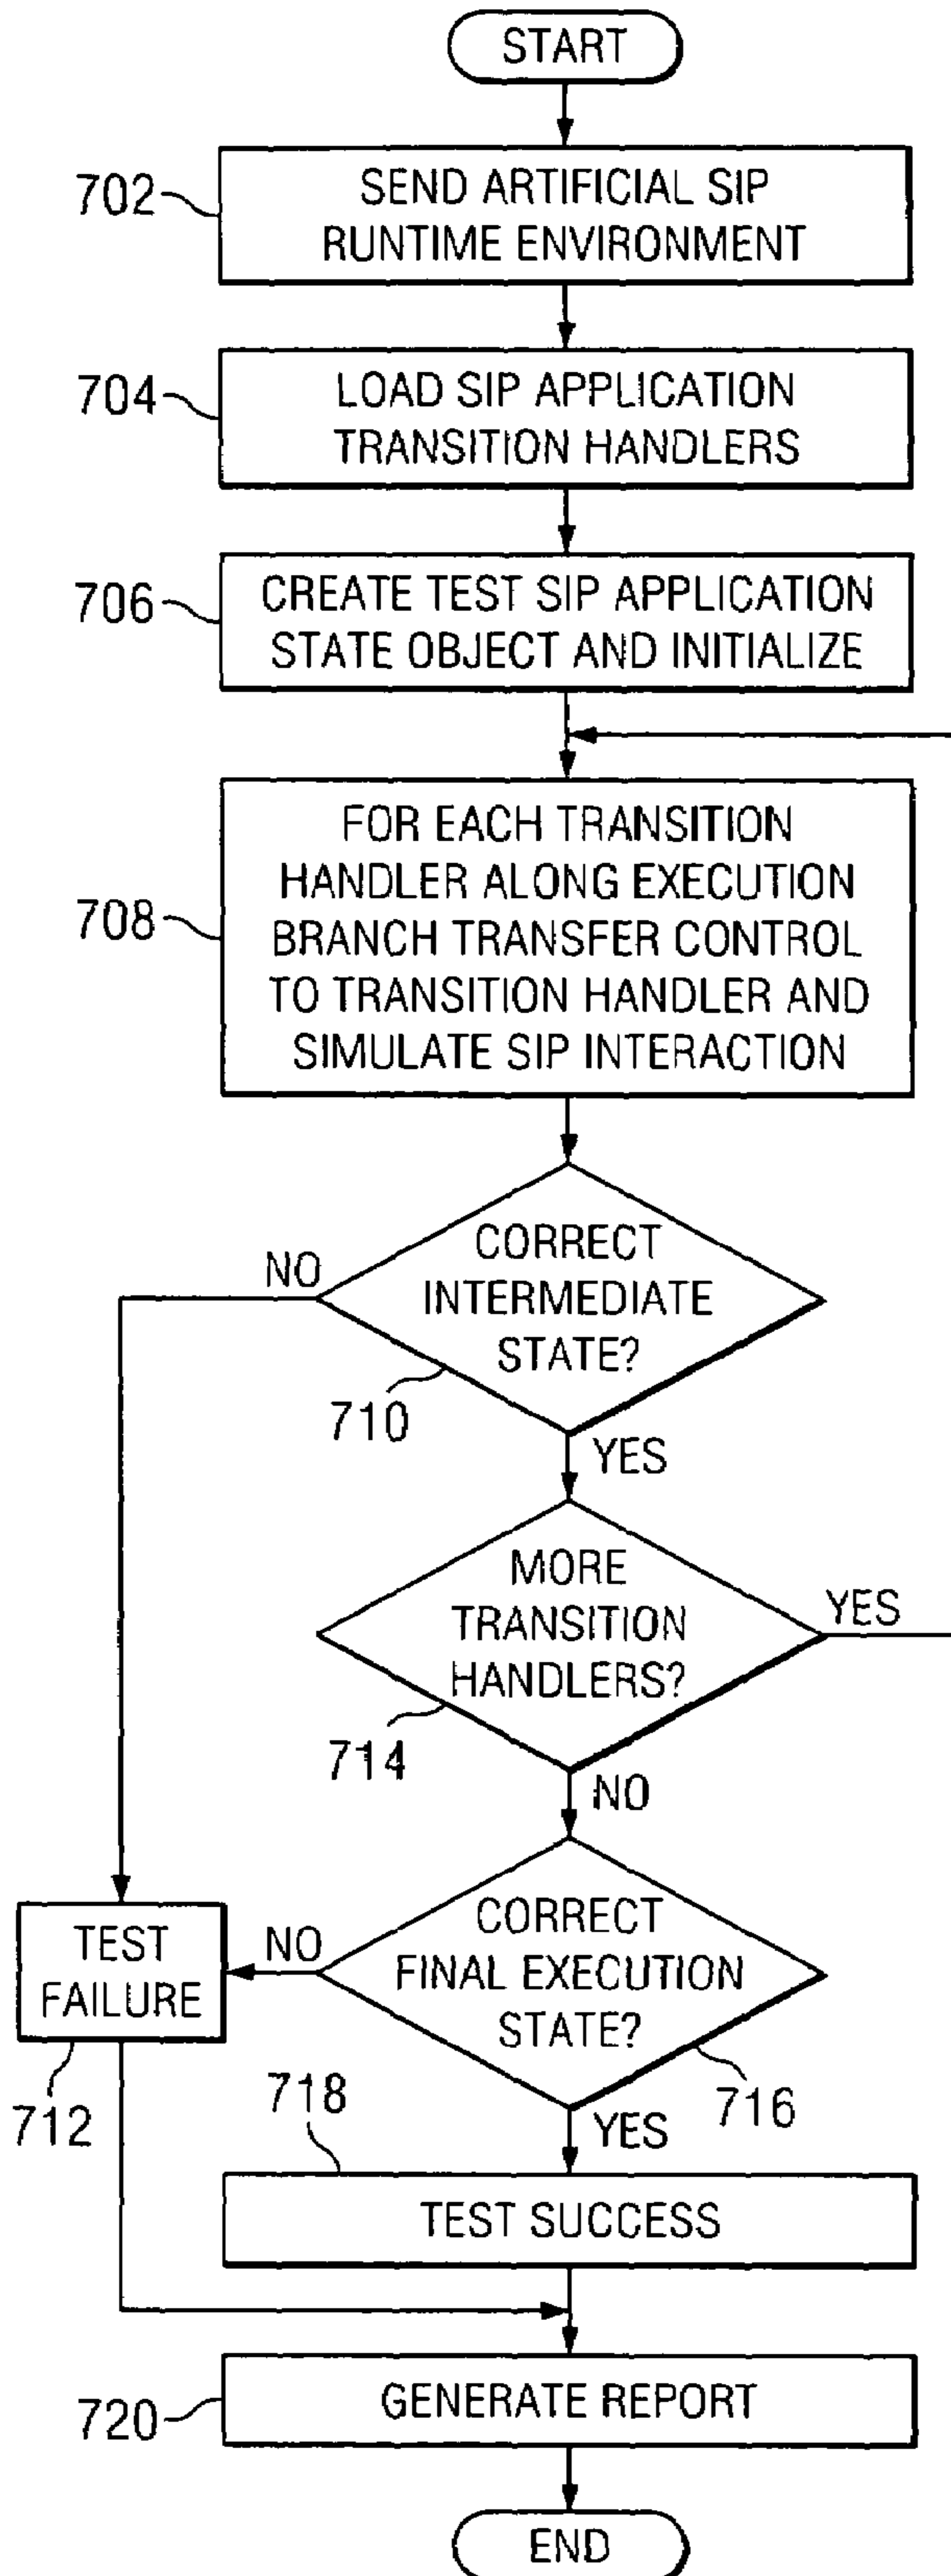 START
702
SEND ARTIFICIAL SIP
RUNTIME ENVIRONMENT
704
LOAD SIP APPLICATION
TRANSITION HANDLERS
706
CREATE TEST SIP APPLICATION
STATE OBJECT AND INITIALIZE
708
FOR EACH TRANSITION
HANDLER ALONG EXECUTION
BRANCH TRANSFER CONTROL
TO TRANSITION HANDLER AND
SIMULATE SIP INTERACTION
NO
CORRECT
INTERMEDIATE
STATE?
710
YES
MORE
TRANSITION
HANDLERS?
YES
714
NO
TEST
FAILURE
712
NO
CORRECT
FINAL EXECUTION
STATE?
716
718
YES
TEST SUCCESS
720
GENERATE REPORT
END